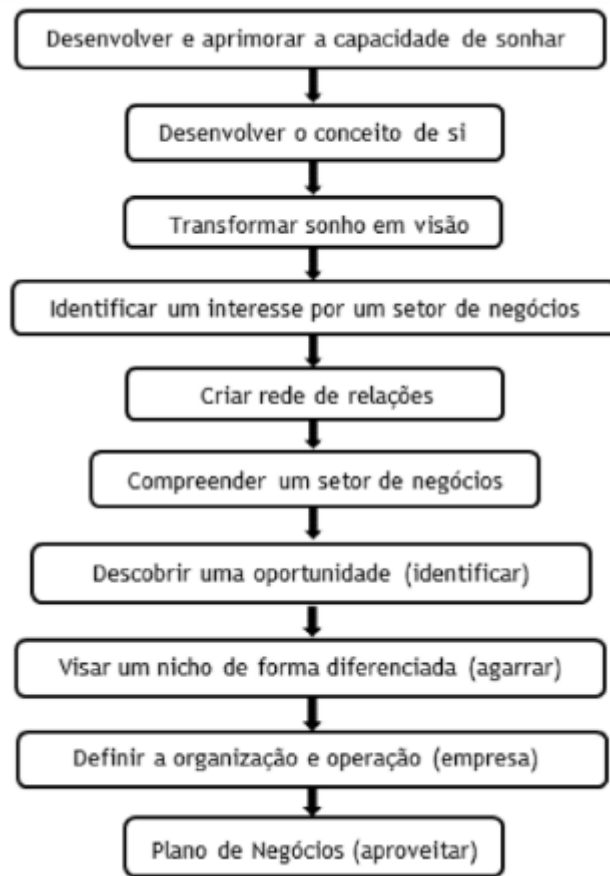 Desenvolver e aprimorar a capacidade de sonhar
Desenvolver o conceito de si
Transformar sonho em visão
Identificar um interesse por um setor de negócios
Criar rede de relações
Compreender um setor de negócios
Descobrir uma oportunidade (identificar)
Visar um nicho de forma diferenciada (agarrar)
Definir a organização e operação (empresa)
Plano de Negócios (aproveitar)